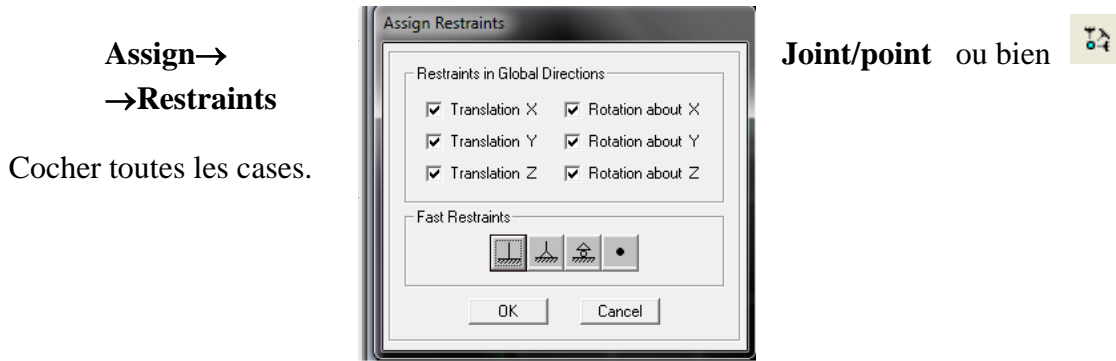 Assign Restraints
Assign→ Joint/point ou bien
→Restraints
Cocher toutes les cases.
Restraints in Global Directions
Translation X Rotation about X
Translation Y Rotation about Y
Translation Z Rotation about Z
Fast Restraints
OK Cancel